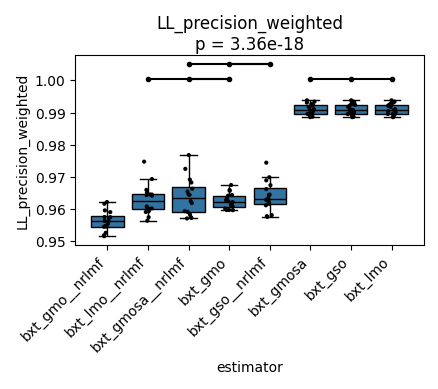 LL_precision_weighted
p = 3.36e-18
LL_precision_weighted
1.00
0.99
0.98
0.97
0.96
0.95
bxt_gmo__nrlmf
bxt_lmo__nrlmf
bxt_gmosa__nrlmf
bxt_gmo
bxt_gso__nrlmf
bxt_gmosa
bxt_gso
bxt_lmo
estimator